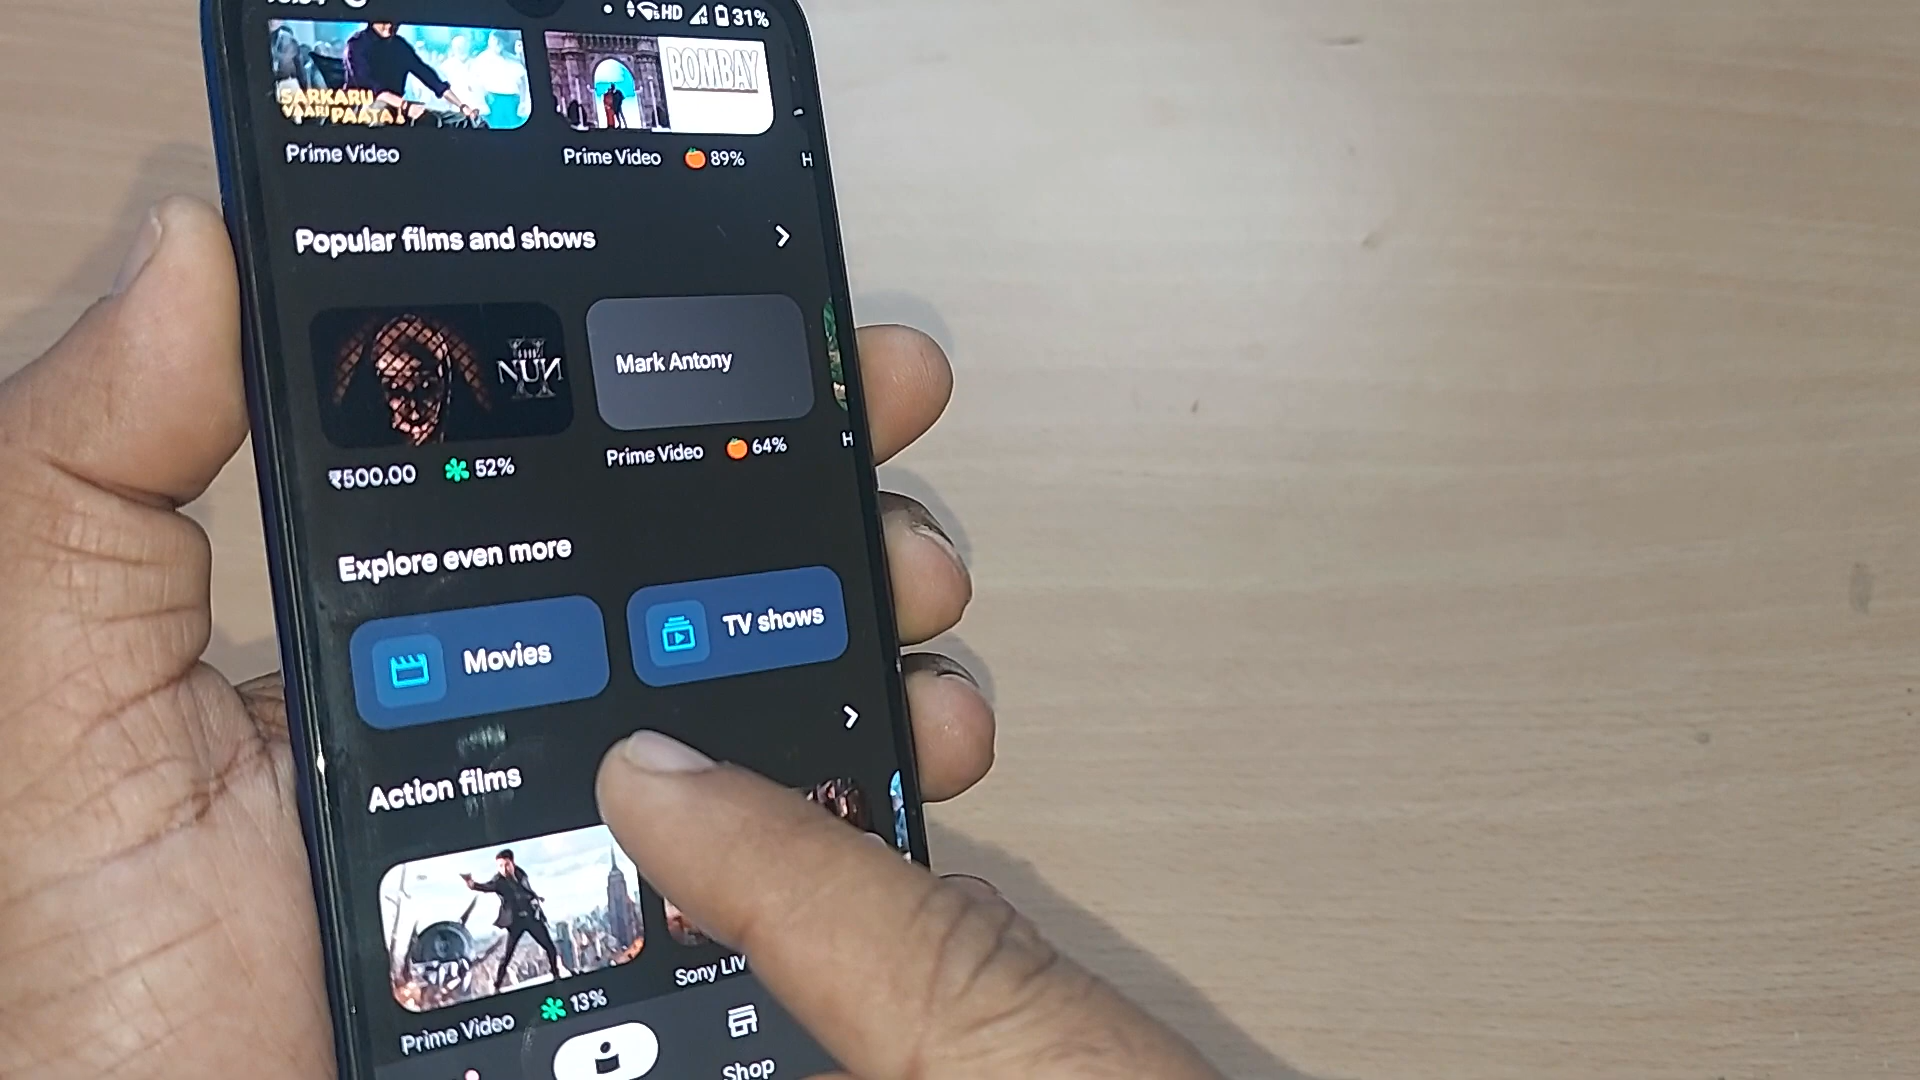 HD 31%
SARKARU
VAARI PAATA
BOMBAY
Prime Video
Prime Video 89%
H
Popular films and shows
THE
NUN
II
Mark Antony
₹500.00 52%
Prime Video 64%
H
Explore even more
Movies
TV shows
Action films
Prime Video 13%
Sony LIV
Shop